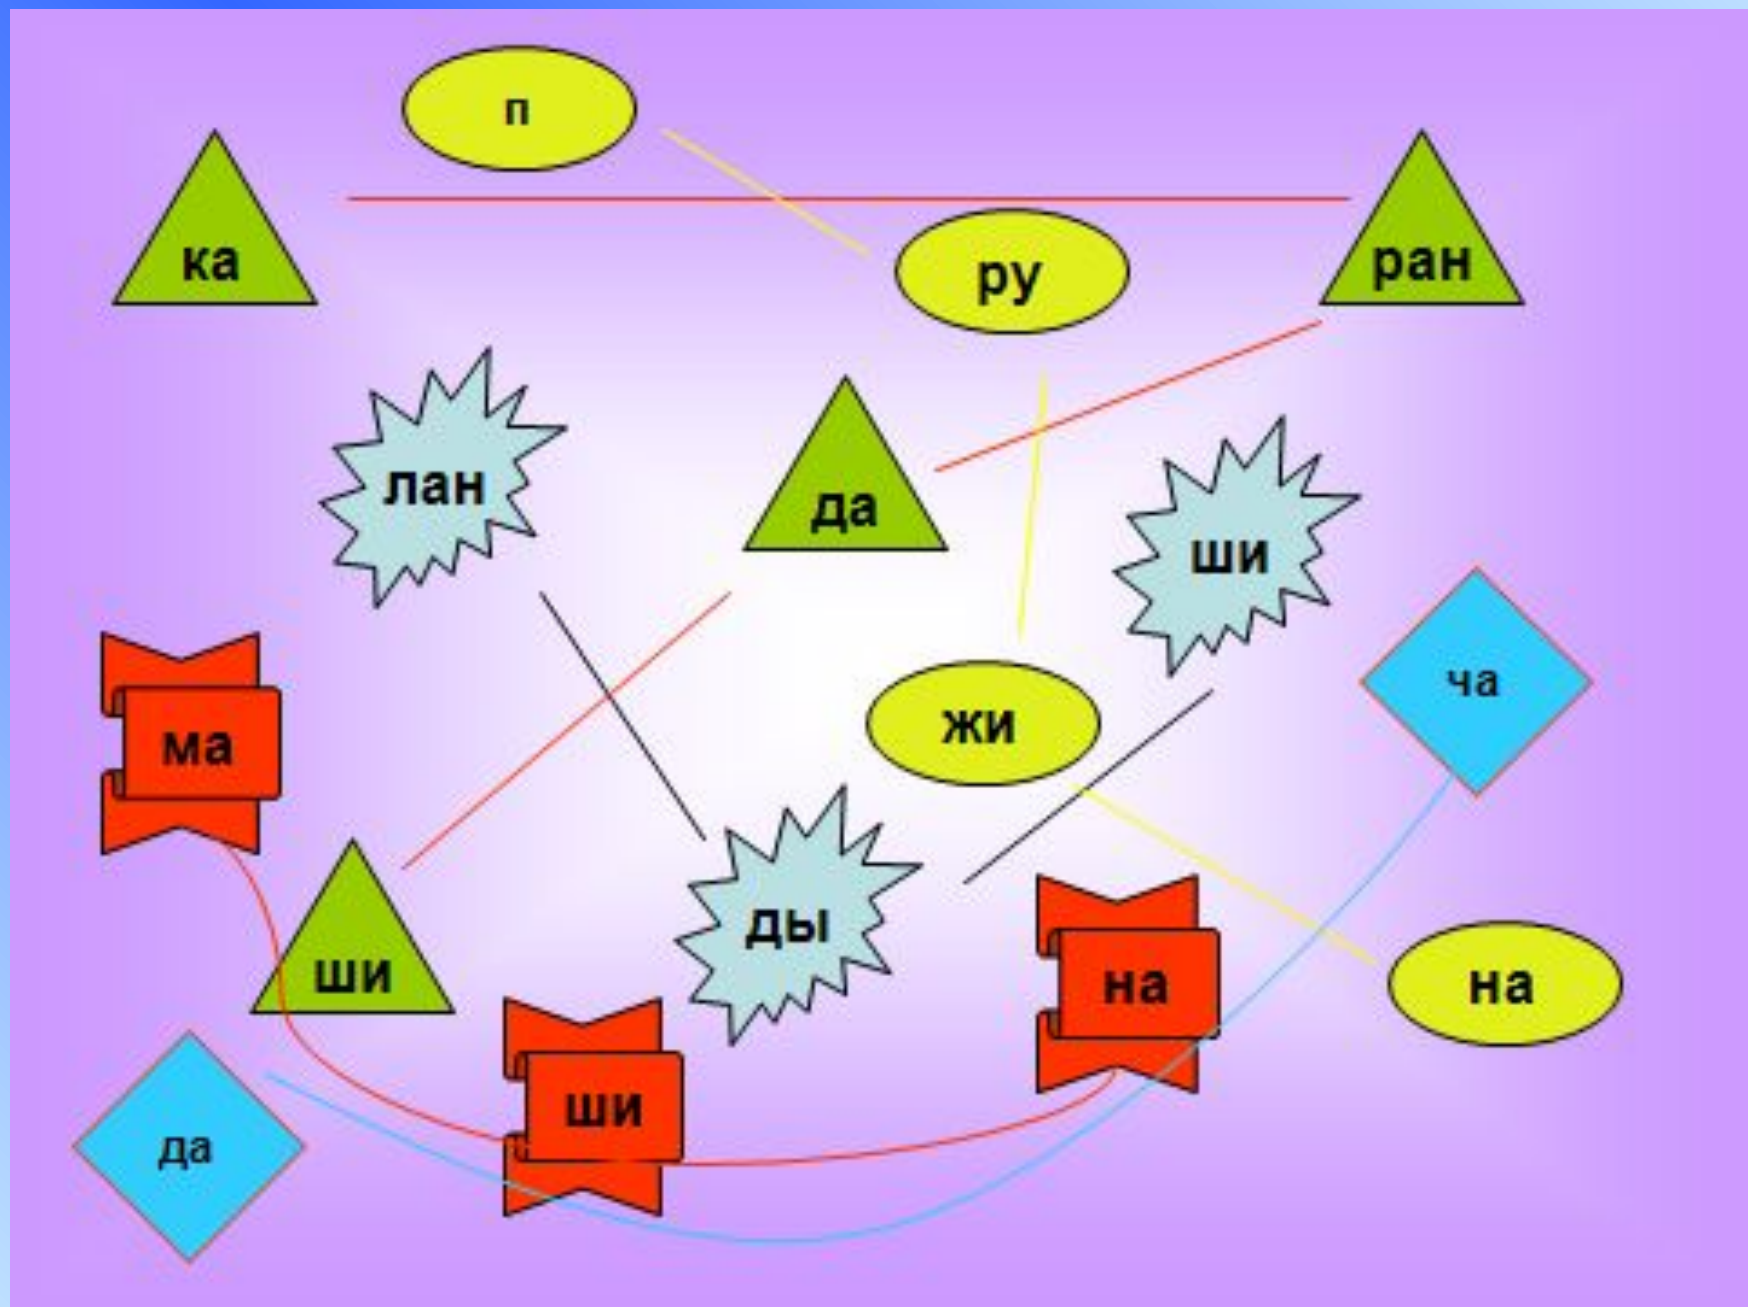 п
ка
ру
ран
лан
да
ши
ча
ма
жи
ши
ды
на
на
ши
да